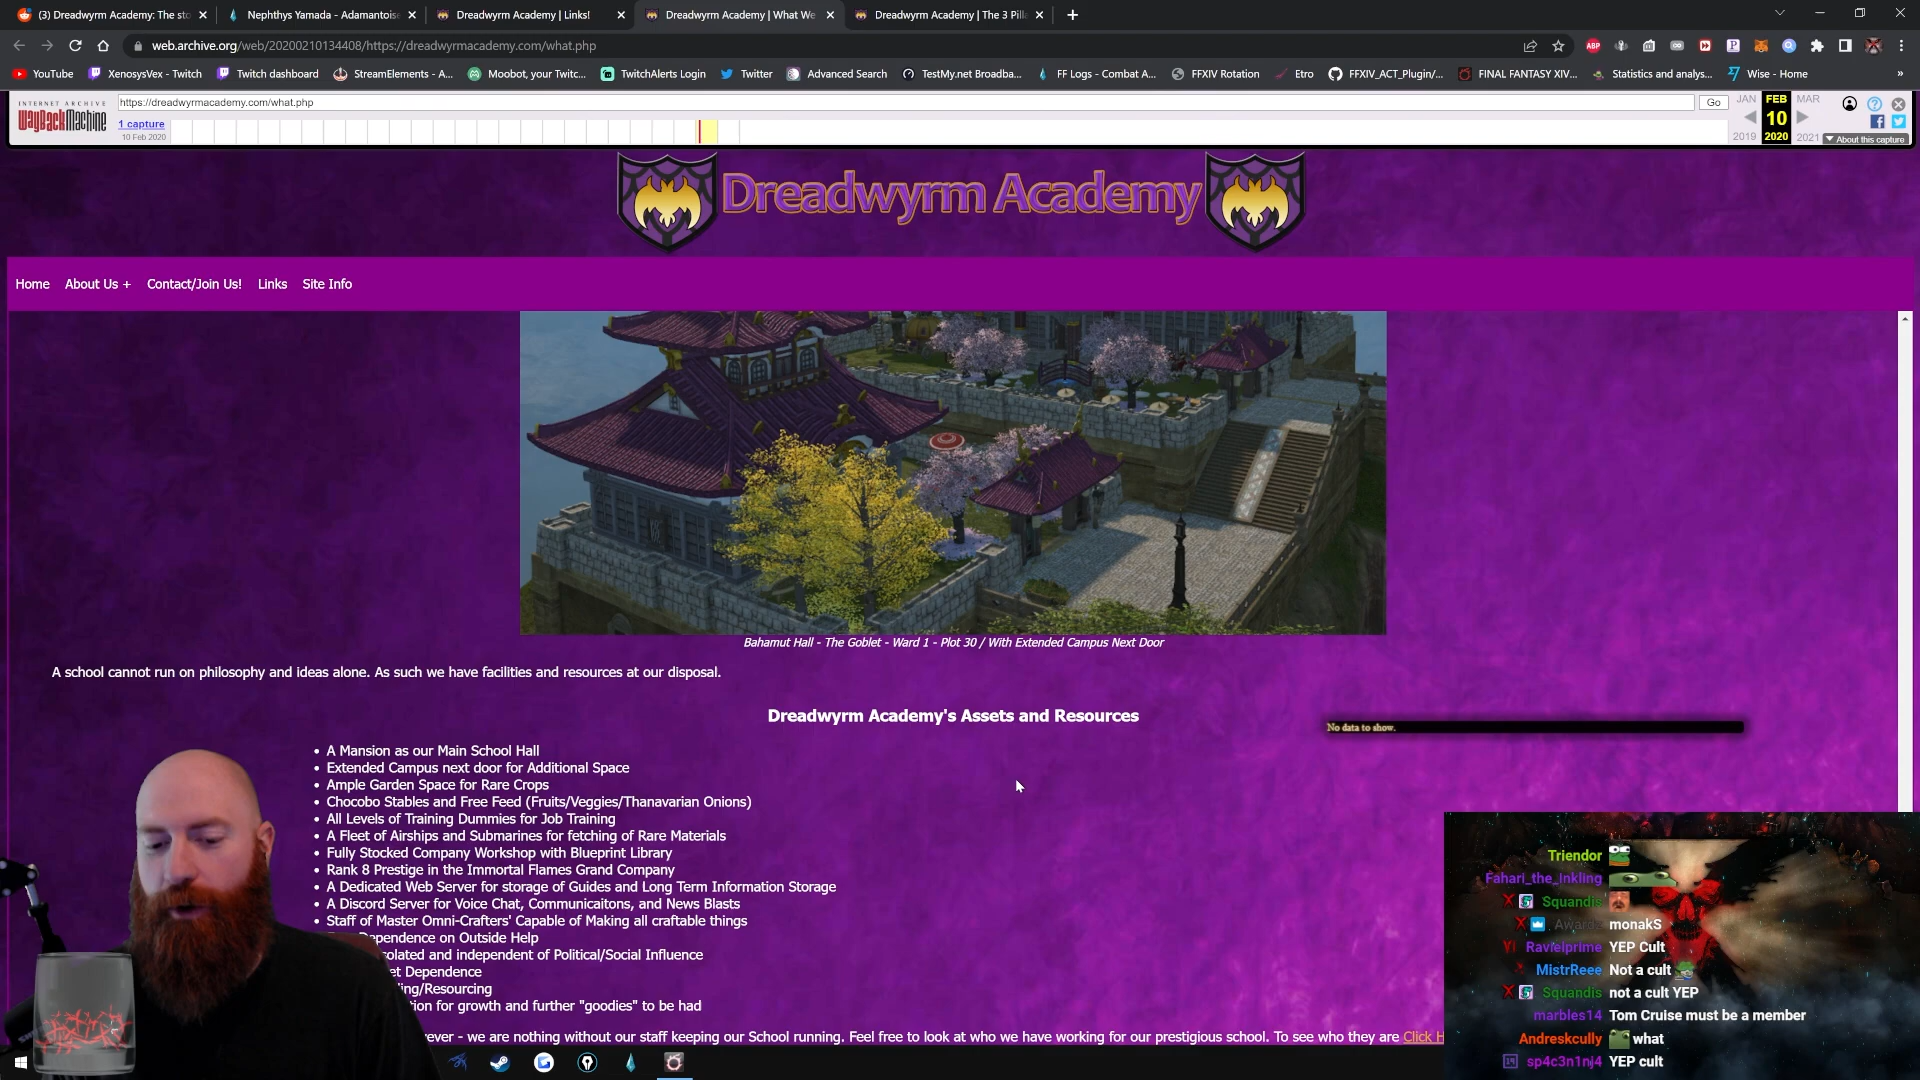 (3) Dreadwyrm Academy: The sto
Nephthys Yamada - Adamantois
Dreadwyrm Academy | Links!
Dreadwyrm Academy | What We
Dreadwyrm Academy | The 3 Pill
web.archive.org/web/20200210134408/https://dreadwyrmacademy.com/what.php
YouTube
XenosysVex - Twitch
Twitch dashboard
StreamElements - A...
Moobot, your Twitc...
TwitchAlerts Login
Twitter
Advanced Search
TestMy.net Broadba...
FF Logs - Combat A...
FFXIV Rotation
Etro
FFXIV_ACT_Plugin/...
FINAL FANTASY XIV...
Statistics and analys...
Wise - Home
INTERNET ARCHIVE
WayBackMachine
https://dreadwyrmacademy.com/what.php
Go
JAN FEB MAR
1 capture
10 Feb 2020
10
2019 2020 2021
About this capture
Dreadwyrm Academy
Home About Us + Contact/Join Us! Links Site Info
Bahamut Hall - The Goblet - Ward 1 - Plot 30 / With Extended Campus Next Door
A school cannot run on philosophy and ideas alone. As such we have facilities and resources at our disposal.
Dreadwyrm Academy's Assets and Resources
No data to show.
• A Mansion as our Main School Hall
• Extended Campus next door for Additional Space
• Ample Garden Space for Rare Crops
• Chocobo Stables and Free Feed (Fruits/Veggies/Thanavarian Onions)
• All Levels of Training Dummies for Job Training
• A Fleet of Airships and Submarines for fetching of Rare Materials
• Fully Stocked Company Workshop with Blueprint Library
• Rank 8 Prestige in the Immortal Flames Grand Company
• A Dedicated Web Server for storage of Guides and Long Term Information Storage
• A Discord Server for Voice Chat, Communicaitons, and News Blasts
• Staff of Master Omni-Crafters' Capable of Making all craftable things
Dependence on Outside Help
olated and independent of Political/Social Influence
et Dependence
ing/Resourcing
ion for growth and further "goodies" to be had
ever - we are nothing without our staff keeping our School running. Feel free to look at who we have working for our prestigious school. To see who they are Click H
Triendor
Fahari_the_Inkling
Squandis
monakS
Ravielprime YEP Cult
MistrReee Not a cult
Squandis not a cult YEP
marbles14 Tom Cruise must be a member
Andreskcully what
sp4c3n1nj4 YEP cult